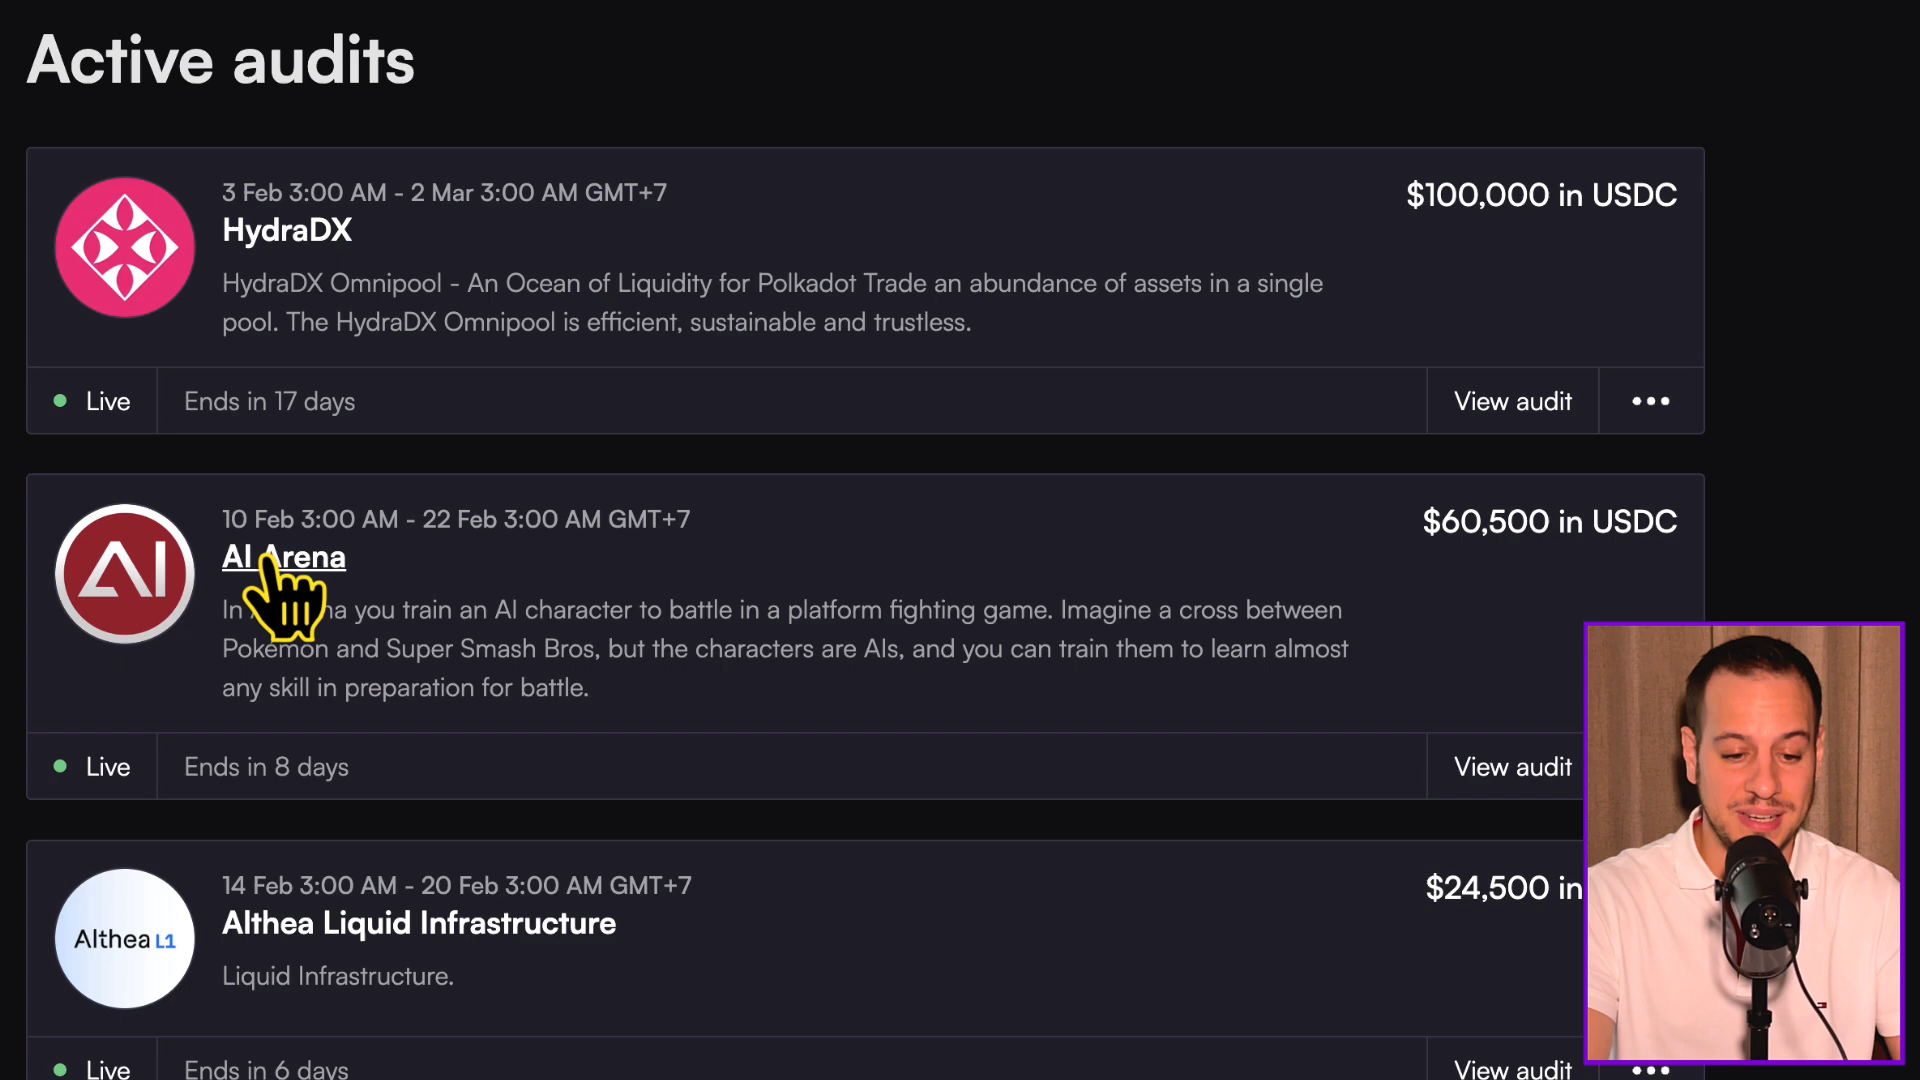 Active audits
3 Feb 3:00 AM - 2 Mar 3:00 AM GMT+7
$100,000 in USDC
HydraDX
HydraDX Omnipool - An Ocean of Liquidity for Polkadot Trade an abundance of assets in a single
pool. The HydraDX Omnipool is efficient, sustainable and trustless.
Live
Ends in 17 days
View audit
AI
10 Feb 3:00 AM - 22 Feb 3:00 AM GMT+7
$60,500 in USDC
AI Arena
In you train an AI character to battle in a platform fighting game. Imagine a cross between
Pokémon and Super Smash Bros, but the characters are AIs, and you can train them to learn almost
any skill in preparation for battle.
Live
Ends in 8 days
View audit
Althea L1
14 Feb 3:00 AM - 20 Feb 3:00 AM GMT+7
$24,500 in
Althea Liquid Infrastructure
Liquid Infrastructure.
Live
Ends in 6 days
View audit